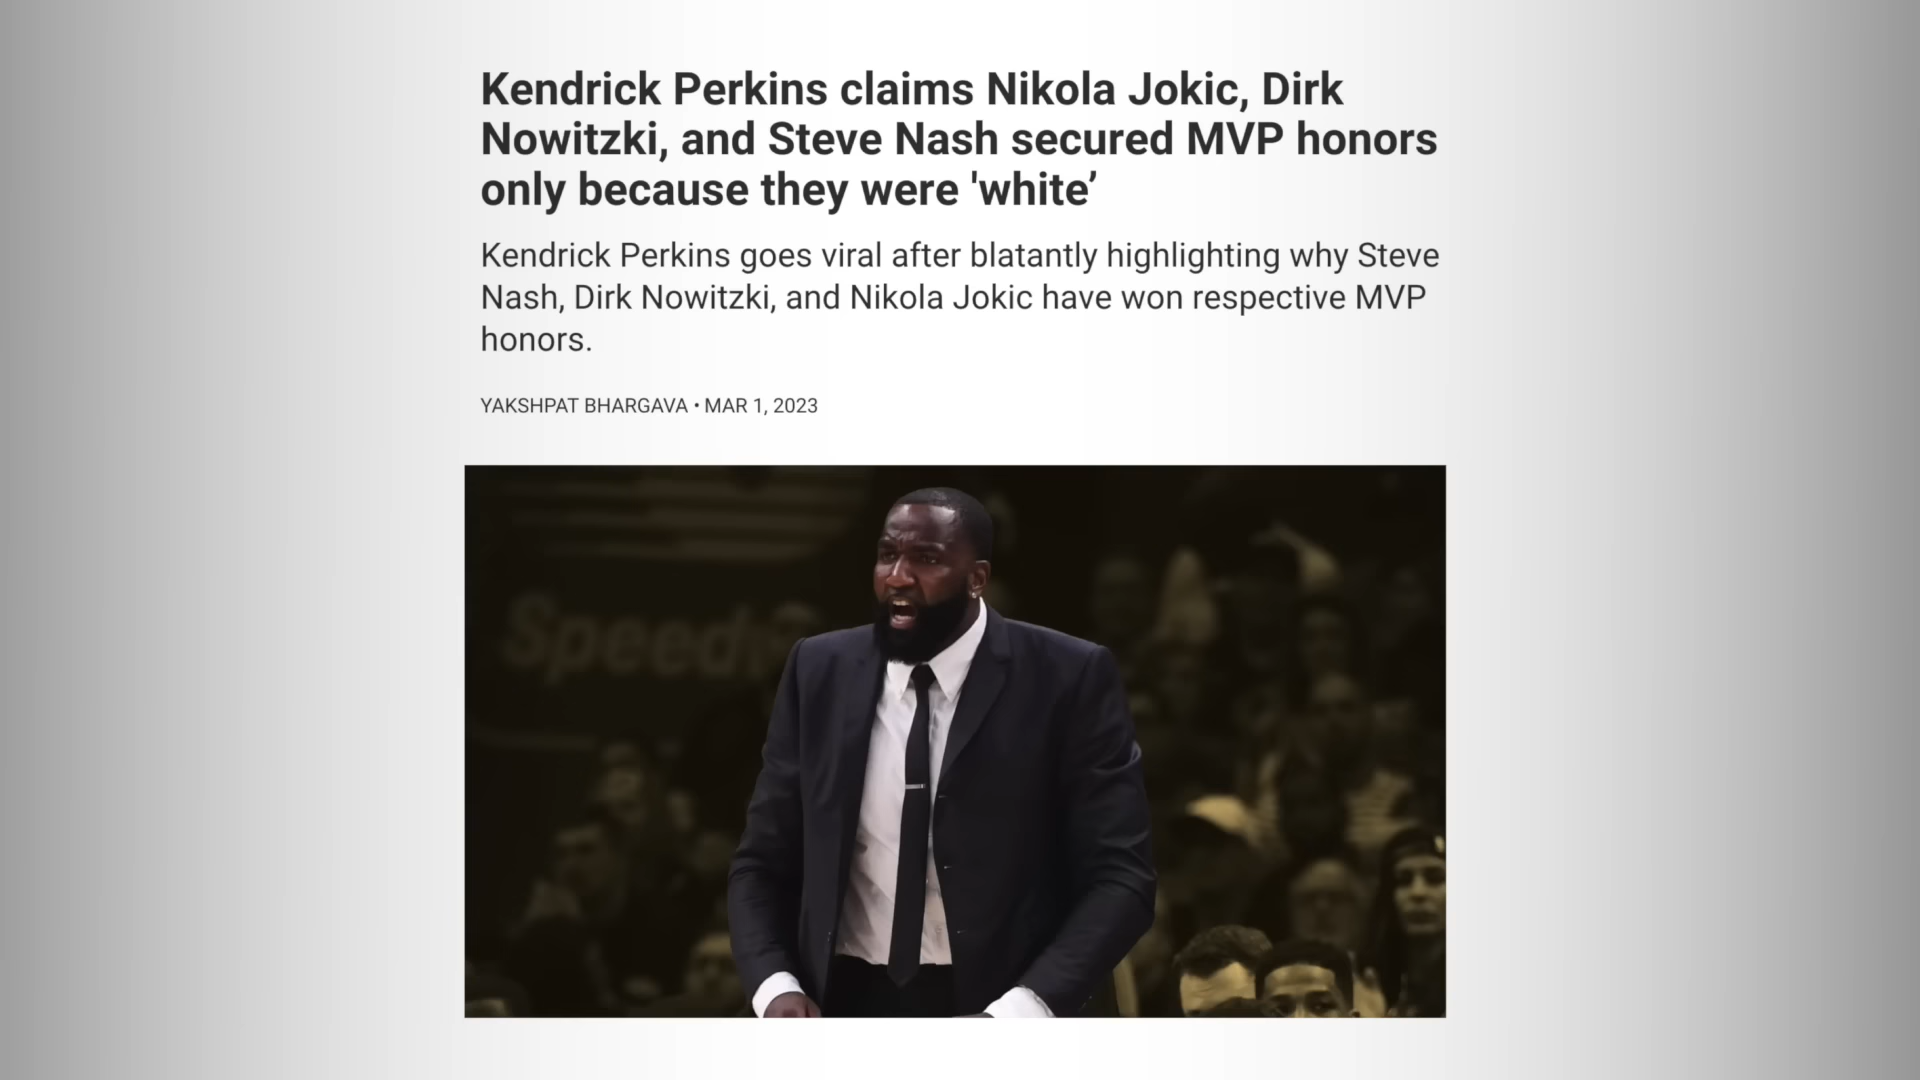 Kendrick Perkins claims Nikola Jokic, Dirk
Nowitzki, and Steve Nash secured MVP honors
only because they were 'white’
Kendrick Perkins goes viral after blatantly highlighting why Steve
Nash, Dirk Nowitzki, and Nikola Jokic have won respective MVP
honors.
YAKSHPAT BHARGAVA • MAR 1, 2023